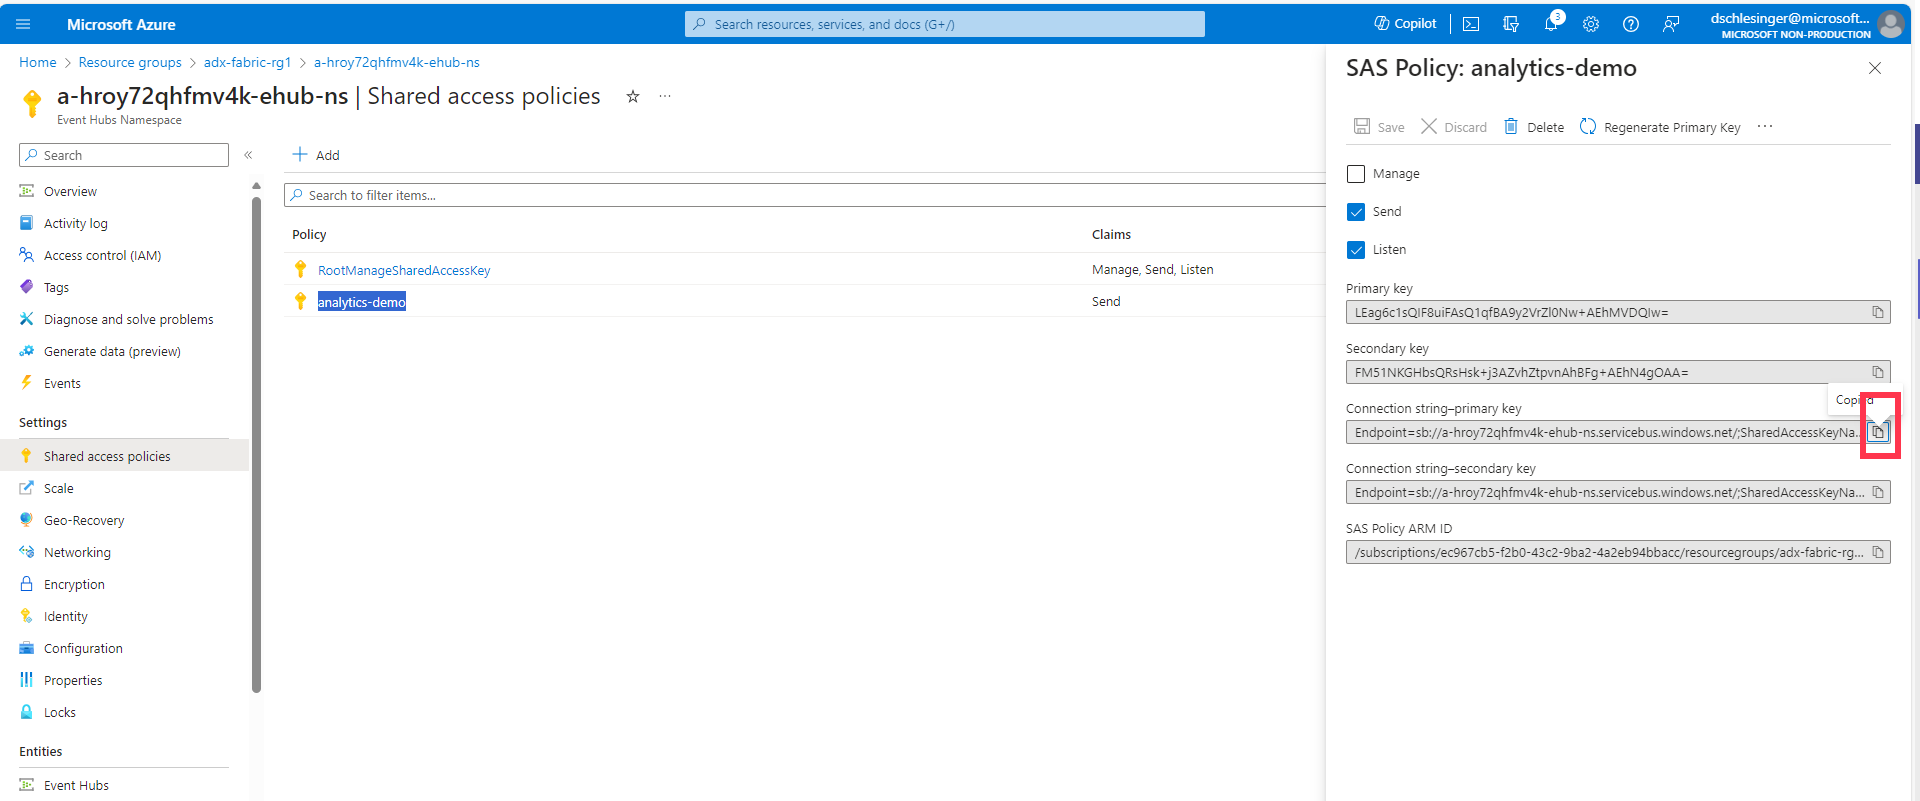 Microsoft Azure
Search resources, services, and docs (G+/)
Copilot
3
dschlesinger@microsoft...
MICROSOFT NON-PRODUCTION
Home > Resource groups > adx-fabric-rg1 > a-hroy72qhfmv4k-ehub-ns
a-hroy72qhfmv4k-ehub-ns | Shared access policies
Event Hubs Namespace
Search
Overview
Activity log
Access control (IAM)
Tags
Diagnose and solve problems
Generate data (preview)
Events
Settings
Shared access policies
Scale
Geo-Recovery
Networking
Encryption
Identity
Configuration
Properties
Locks
Entities
Event Hubs
Add
Search to filter items...
Policy Claims
RootManageSharedAccessKey Manage, Send, Listen
analytics-demo Send
SAS Policy: analytics-demo
Save Discard Delete Regenerate Primary Key
Manage
Send
Listen
Primary key
LEag6c1sQIF8uiFAsQ1qfBA9y2VrZl0Nw+AEhMVDQIw=
Secondary key
FM51NKGHbsQRsHsk+j3AZvhZtpvnAhBFg+AEhN4gOAA=
Copied
Connection string–primary key
Endpoint=sb://a-hroy72qhfmv4k-ehub-ns.servicebus.windows.net/;SharedAccessKeyNa...
Connection string–secondary key
Endpoint=sb://a-hroy72qhfmv4k-ehub-ns.servicebus.windows.net/;SharedAccessKeyNa...
SAS Policy ARM ID
/subscriptions/ec967cb5-f2b0-43c2-9ba2-4a2eb94bbacc/resourcegroups/adx-fabric-rg...